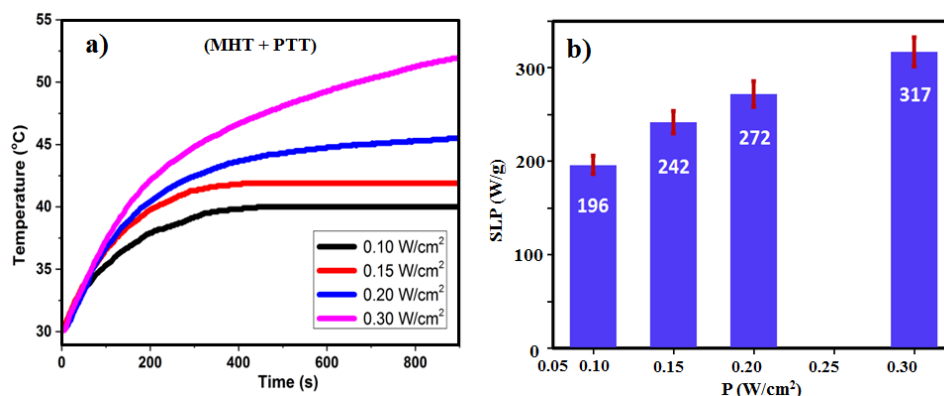 a)
(MHT + PTT)
Temperature (°C)
55
50
45
40
35
30
0.10 W/cm²
0.15 W/cm²
0.20 W/cm²
0.30 W/cm²
0 200 400 600 800
Time (s)
b)
SLP (W/g)
300
200
100
0
196
242
272
317
0.05 0.10 0.15 0.20 0.25 0.30
P (W/cm²)